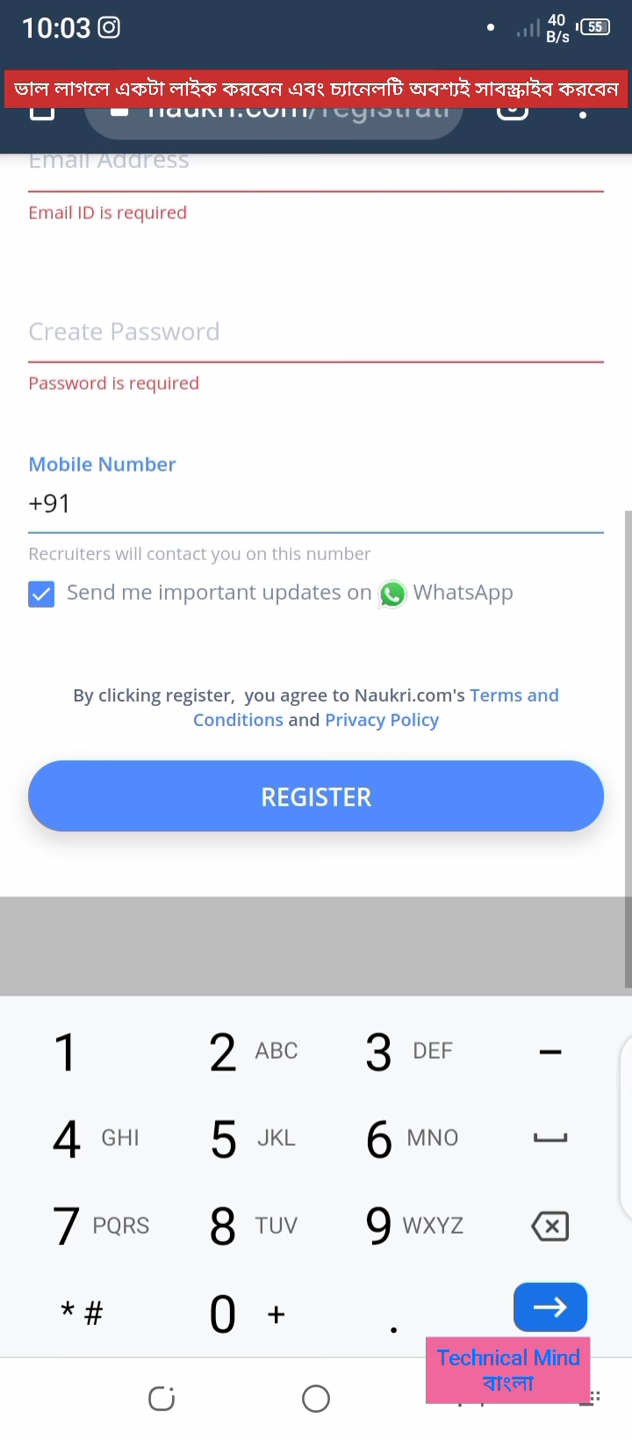 10:03
40
B/s
55
ভাল লাগলে একটা লাইক করবেন এবং চ্যানেলটি অবশ্যই সাবস্ক্রাইব করবেন
naukri.com/registrati
Email Address
Email ID is required
Create Password
Password is required
Mobile Number
+91
Recruiters will contact you on this number
Send me important updates on WhatsApp
By clicking register, you agree to Naukri.com's Terms and
Conditions and Privacy Policy
REGISTER
1 2 ABC 3 DEF –
4 GHI 5 JKL 6 MNO
7 PQRS 8 TUV 9 WXYZ
* # 0 + .
Technical Mind
বাংলা